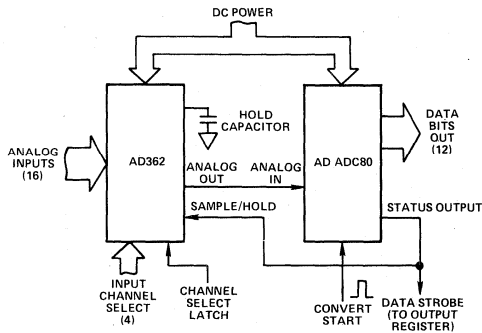 DC POWER
HOLD
CAPACITOR
DATA
BITS
OUT
(12)
ANALOG
INPUTS
(16)
AD362
ANALOG
OUT
ANALOG
IN
AD ADC80
SAMPLE/HOLD
STATUS OUTPUT
INPUT
CHANNEL
SELECT
(4)
CHANNEL
SELECT
LATCH
CONVERT
START
DATA STROBE
(TO OUTPUT
REGISTER)